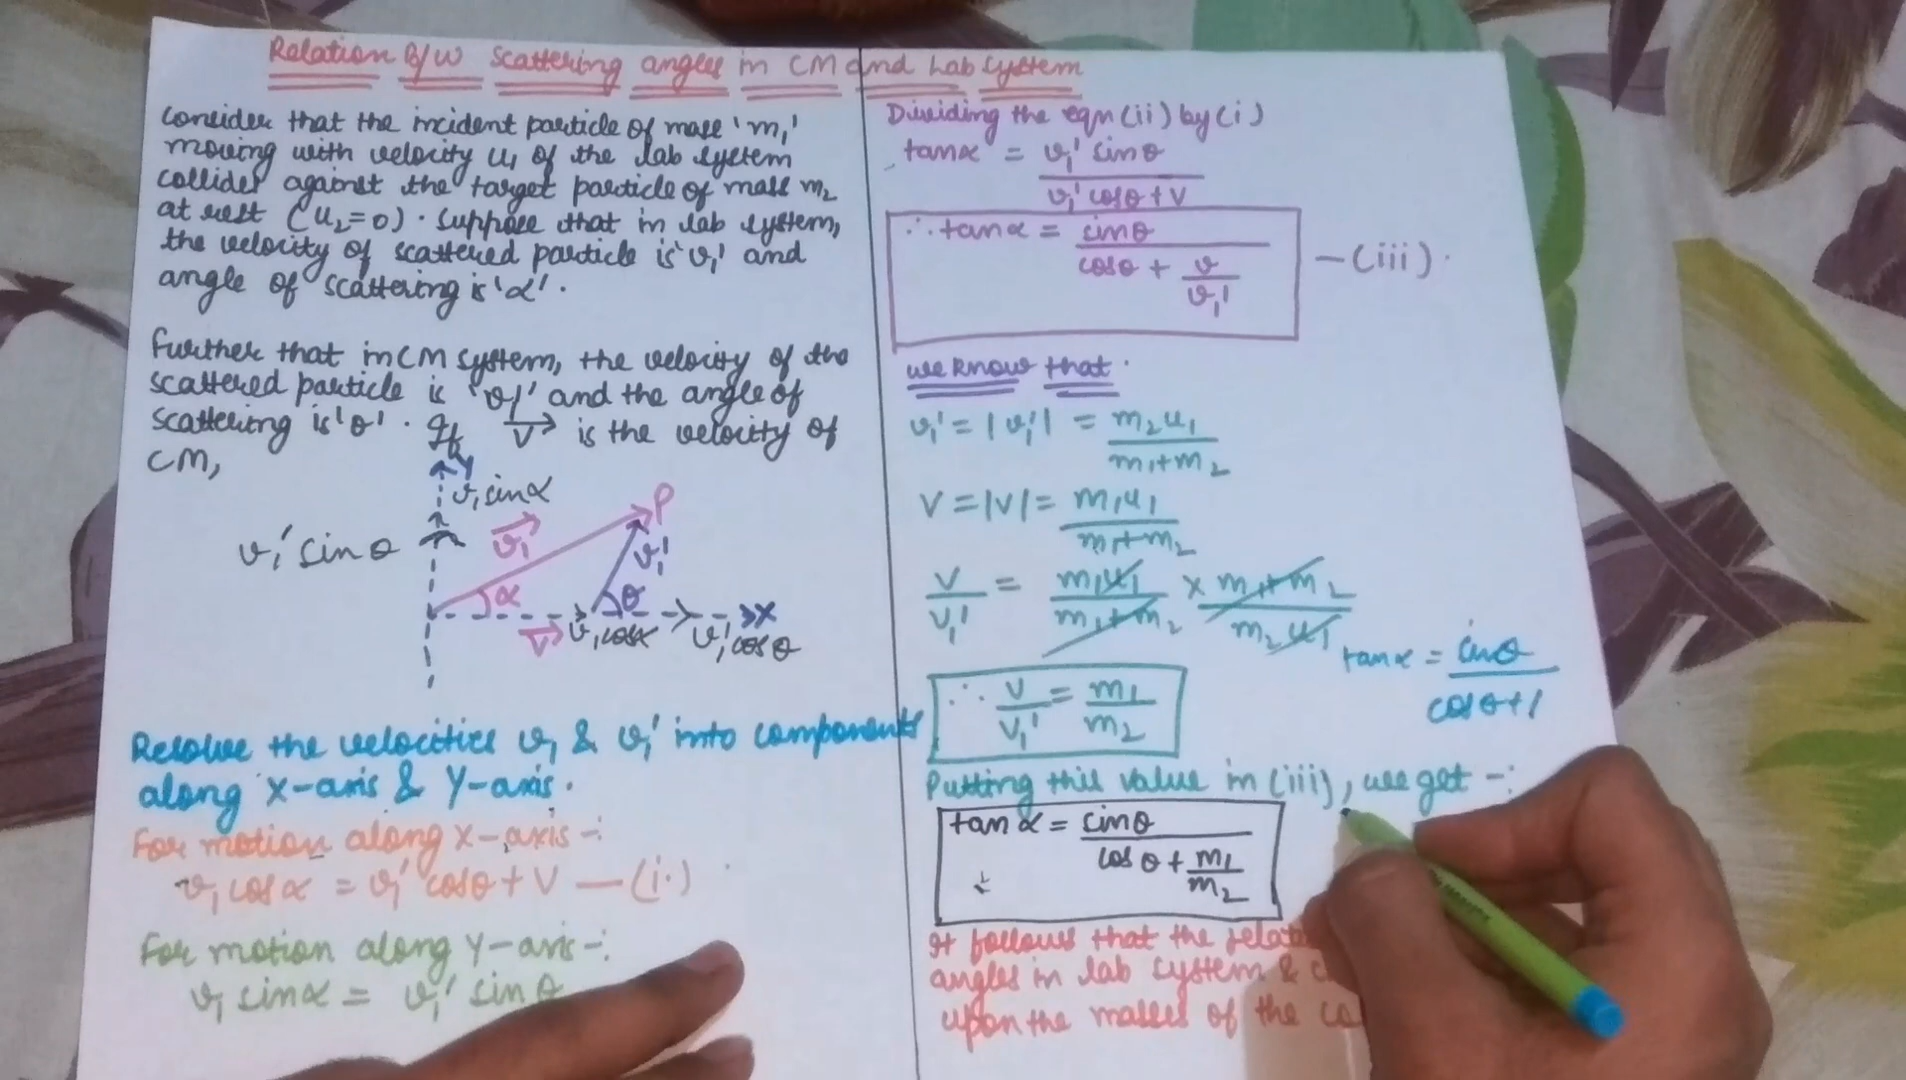 Relation B/w scattering angles in CM and Lab system
Consider that the incident particle of mass 'm₁'
moving with velocity u₁ of the lab system
collides against the target particle of mass m₂
at rest (u₂=0). Suppose that in lab system,
the velocity of scattered particle is 'v₁' and
angle of scattering is 'α'.
Further that in CM system, the velocity of the
scattered particle is 'v₁'' and the angle of
scattering is 'θ'. If V⃗ is the velocity of
CM,
Y
v₁ sinα
v₁' sinθ
v⃗₁
P
v₁'
α
θ
X
V⃗
v₁cosα
v₁'cosθ
Resolve the velocities v₁ & v₁' into components
along X-axis & Y-axis.
For motion along X-axis -:
v₁ cosα = v₁' cosθ + V — (i.)
For motion along Y-axis -:
v₁ sinα = v₁' sinθ
Dividing the eqn (ii) by (i)
tanα = v₁' sinθ
v₁' cosθ + V
∴ tanα = sinθ
cosθ + v
v₁'
— (iii).
we know that.
v₁' = |v₁'| = m₂u₁
m₁+m₂
V = |V| = m₁u₁
m₁+m₂
V = m₁u₁ × m₁+m₂
V₁' m₁+m₂ m₂u₁
∴ V = m₁
V₁' m₂
tanα = sinθ
cosθ+1
Putting this value in (iii), we get -:
tanα = sinθ
cosθ + m₁
m₂
It follows that the
angles in lab system &
upon the masses of the